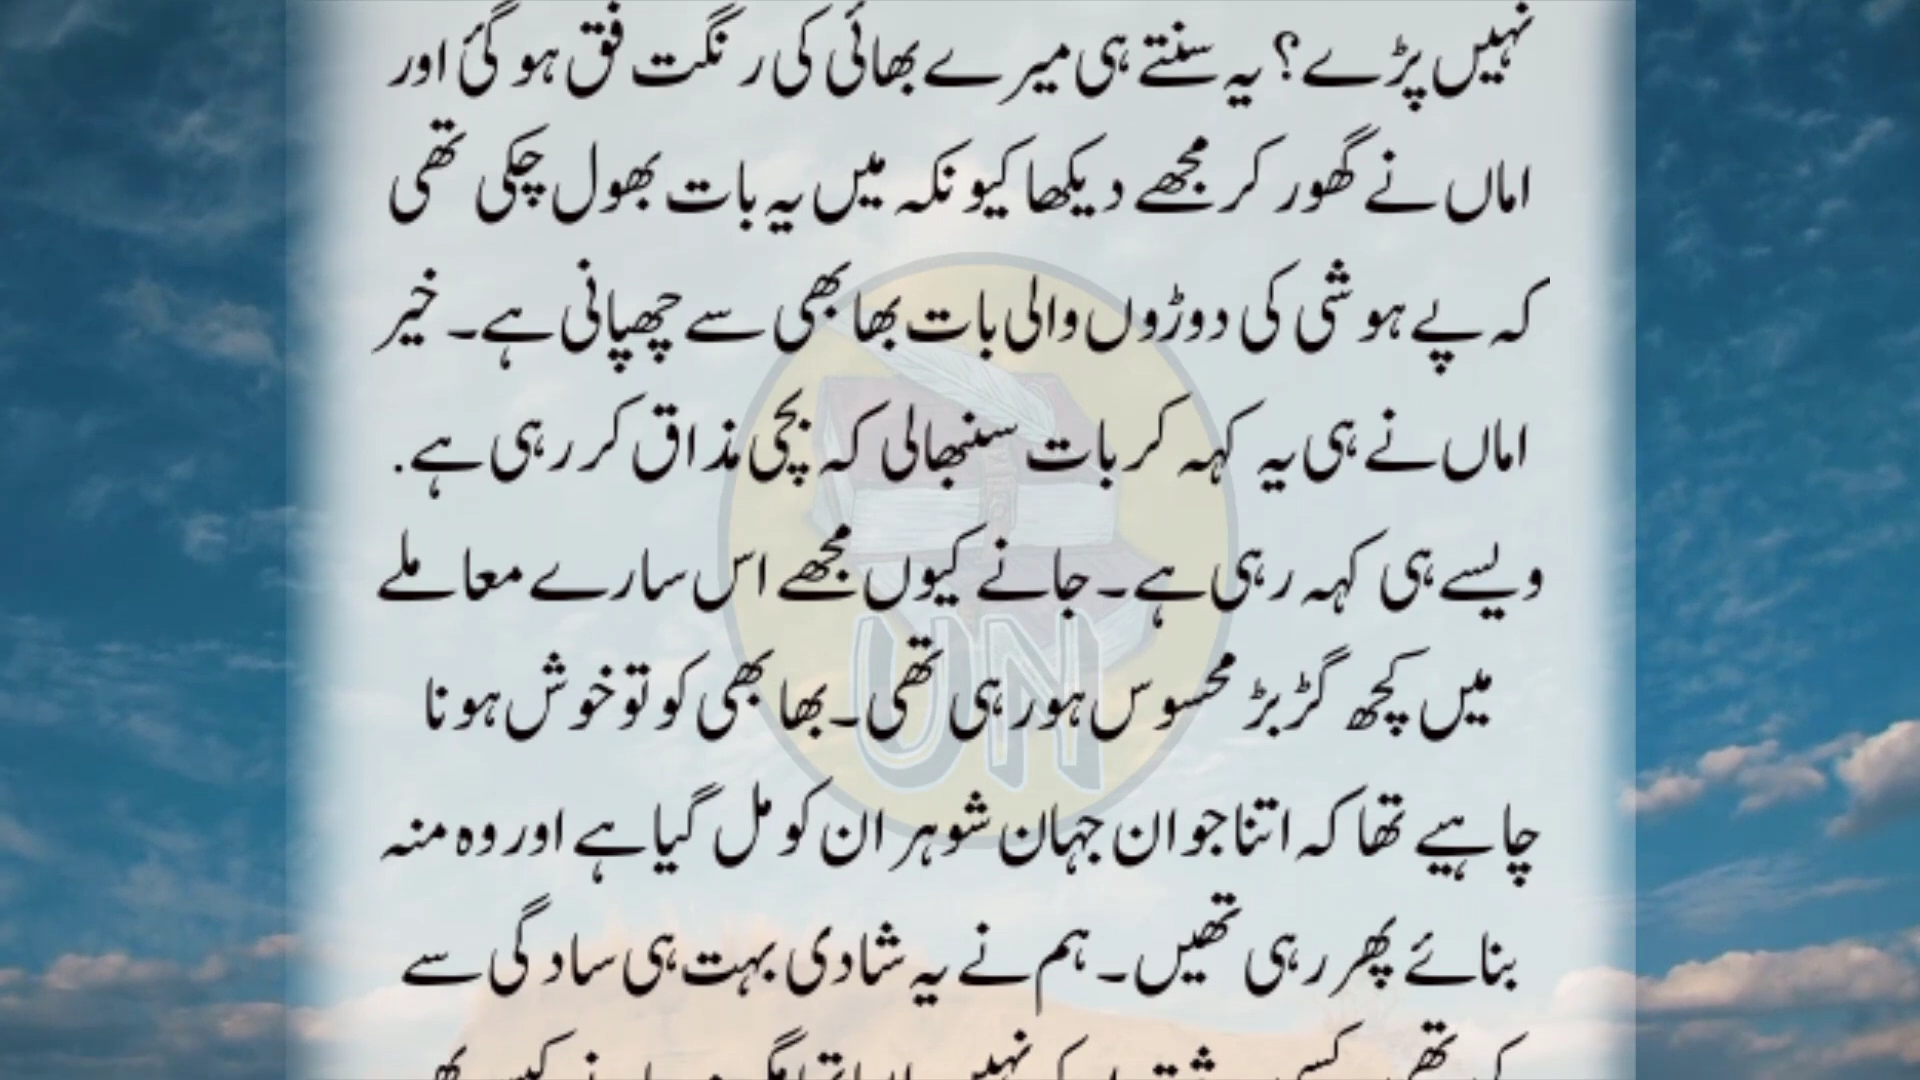 نہیں پڑے؟ یہ سنتے ہی میرے بھائی کی رنگت فق ہو گئ اور
اماں نے گھور کر مجھے دیکھا کیونکہ میں یہ بات بھول چکی تھی
کہ پے ہوشی کی دوڑوں والی بات بھابھی سے چھپانی ہے۔ خیر
اماں نے ہی یہ کہہ کر بات سنبھالی کہ بچی مذاق کر رہی ہے.
ویسے ہی کہہ رہی ہے۔ جانے کیوں مجھے اس سارے معاملے
میں کچھ گڑبڑ محسوس ہو رہی تھی۔ بھابھی کو تو خوش ہونا
چاہیے تھا کہ اتنا جوان جہان شوہر ان کو مل گیا ہے اور وہ منہ
بنائے پھر رہی تھیں۔ ہم نے یہ شادی بہت ہی سادگی سے
UN